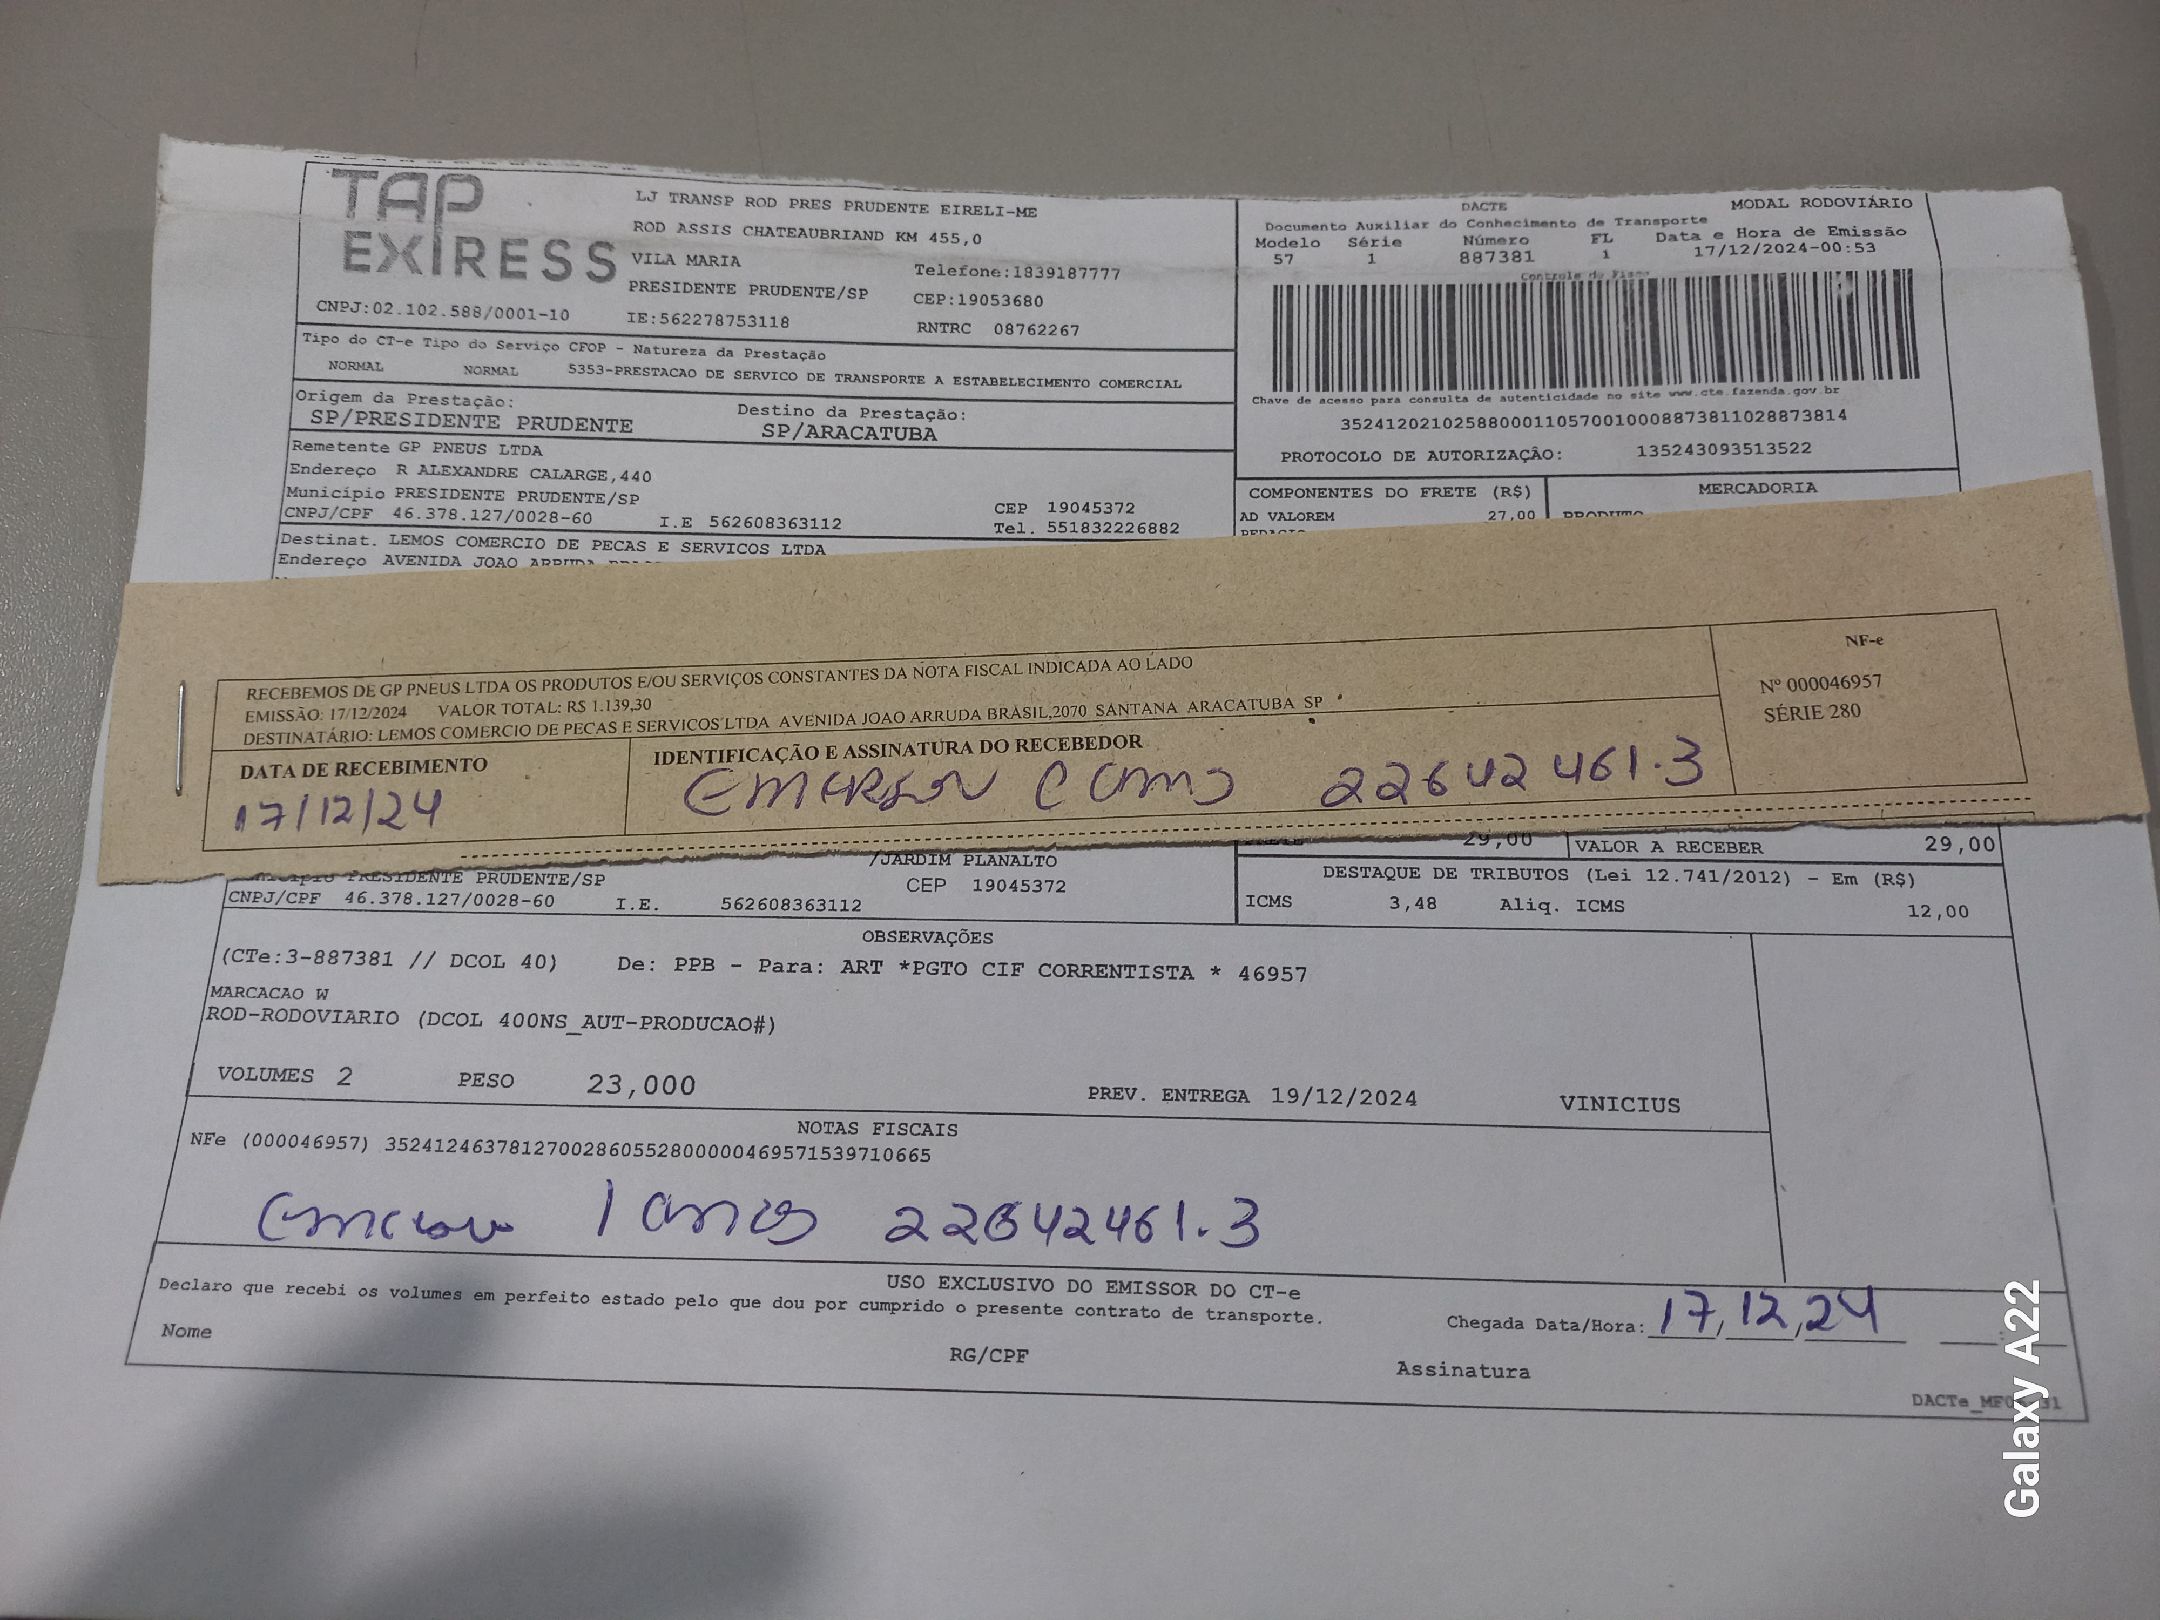 TAP
EXPRESS
LJ TRANSP ROD PRES PRUDENTE EIRELI-ME
ROD ASSIS CHATEAUBRIAND KM 455,0
VILA MARIA
Telefone:1839187777
PRESIDENTE PRUDENTE/SP
CEP:19053680
CNPJ:02.102.588/0001-10
IE:562278753118
RNTRC 08762267
DACTE
MODAL RODOVIÁRIO
Documento Auxiliar do Conhecimento de Transporte
Modelo Série Número FL Data e Hora de Emissão
57 1 887381 1 17/12/2024-00:53
Controle do Fisco
Chave de acesso para consulta de autenticidade no site www.cte.fazenda.gov.br
35241202102588000110570010008873811028873814
PROTOCOLO DE AUTORIZAÇÃO: 135243093513522
Tipo do CT-e Tipo do Serviço CFOP - Natureza da Prestação
NORMAL NORMAL 5353-PRESTACAO DE SERVICO DE TRANSPORTE A ESTABELECIMENTO COMERCIAL
Origem da Prestação: Destino da Prestação:
SP/PRESIDENTE PRUDENTE SP/ARACATUBA
Remetente GP PNEUS LTDA
Endereço R ALEXANDRE CALARGE,440
Município PRESIDENTE PRUDENTE/SP CEP 19045372
CNPJ/CPF 46.378.127/0028-60 I.E 562608363112 Tel. 551832226882
Destinat. LEMOS COMERCIO DE PECAS E SERVICOS LTDA
Endereço AVENIDA JOAO ARRUDA
COMPONENTES DO FRETE (R$)
MERCADORIA
AD VALOREM 27,00
PRODUTO
RECEBEMOS DE GP PNEUS LTDA OS PRODUTOS E/OU SERVIÇOS CONSTANTES DA NOTA FISCAL INDICADA AO LADO
EMISSÃO: 17/12/2024 VALOR TOTAL: R$ 1.139,30
DESTINATÁRIO: LEMOS COMERCIO DE PECAS E SERVICOS LTDA AVENIDA JOAO ARRUDA BRASIL,2070 SANTANA ARACATUBA SP
NF-e
Nº 000046957
SÉRIE 280
DATA DE RECEBIMENTO
17/12/24
IDENTIFICAÇÃO E ASSINATURA DO RECEBEDOR
EMERSON 22642461.3
29,00 VALOR A RECEBER 29,00
/JARDIM PLANALTO
PRESIDENTE PRUDENTE/SP CEP 19045372
CNPJ/CPF 46.378.127/0028-60 I.E. 562608363112
DESTAQUE DE TRIBUTOS (Lei 12.741/2012) - Em (R$)
ICMS 3,48 Aliq. ICMS 12,00
OBSERVAÇÕES
(CTe:3-887381 // DCOL 40) De: PPB - Para: ART *PGTO CIF CORRENTISTA * 46957
MARCACAO W
ROD-RODOVIARIO (DCOL 400NS_AUT-PRODUCAO#)
VOLUMES 2 PESO 23,000 PREV. ENTREGA 19/12/2024 VINICIUS
NOTAS FISCAIS
NFe (000046957) 35241246378127002860552800000469571539710665
22642461.3
USO EXCLUSIVO DO EMISSOR DO CT-e
Declaro que recebi os volumes em perfeito estado pelo que dou por cumprido o presente contrato de transporte.
Chegada Data/Hora: 17,12,24
Nome RG/CPF Assinatura
Galaxy A22